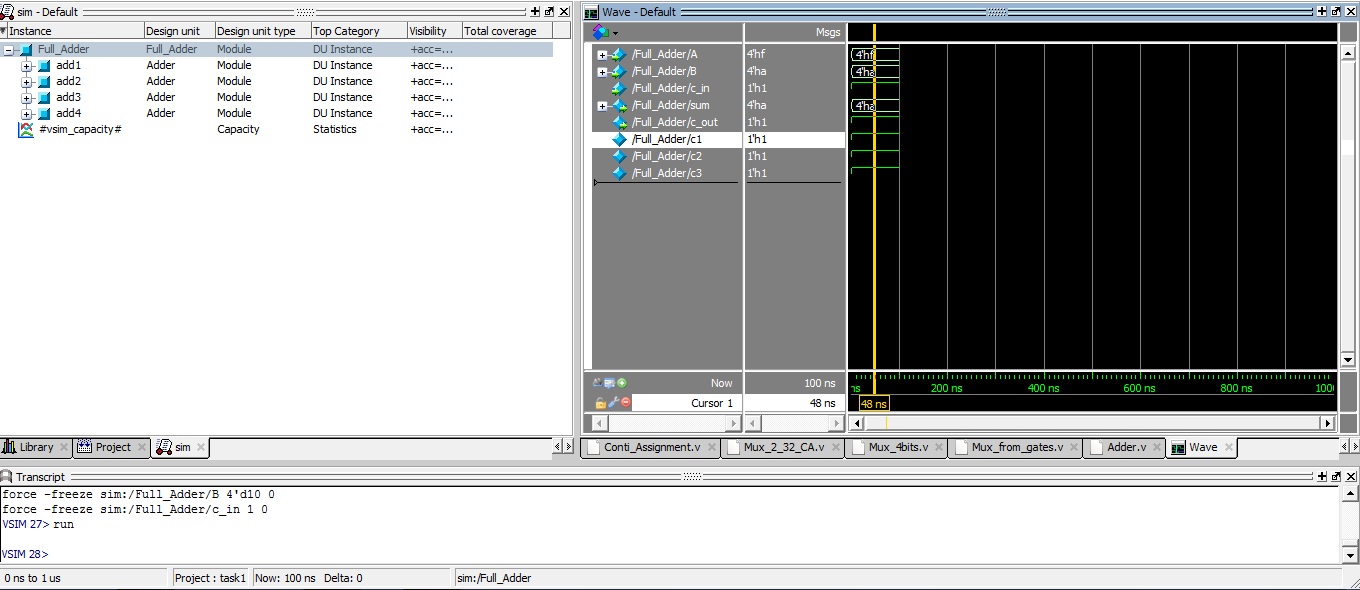 sim - Default
Instance Design unit Design unit type Top Category Visibility Total coverage
Full_Adder Full_Adder Module DU Instance +acc=...
add1 Adder Module DU Instance +acc=...
add2 Adder Module DU Instance +acc=...
add3 Adder Module DU Instance +acc=...
add4 Adder Module DU Instance +acc=...
#vsim_capacity# Capacity Statistics +acc=...
Library Project sim
Wave - Default
Msgs
/Full_Adder/A 4'hf 4'hf
/Full_Adder/B 4'ha 4'ha
/Full_Adder/c_in 1'h1
/Full_Adder/sum 4'ha 4'ha
/Full_Adder/c_out 1'h1
/Full_Adder/c1 1'h1
/Full_Adder/c2 1'h1
/Full_Adder/c3 1'h1
Now 100 ns ns 200 ns 400 ns 600 ns 800 ns 100
Cursor 1 48 ns 48 ns
Conti_Assignment.v Mux_2_32_CA.v Mux_4bits.v Mux_from_gates.v Adder.v Wave
Transcript
force -freeze sim:/Full_Adder/B 4'd10 0
force -freeze sim:/Full_Adder/c_in 1 0
VSIM 27> run
VSIM 28>
0 ns to 1 us Project : task1 Now: 100 ns Delta: 0 sim:/Full_Adder